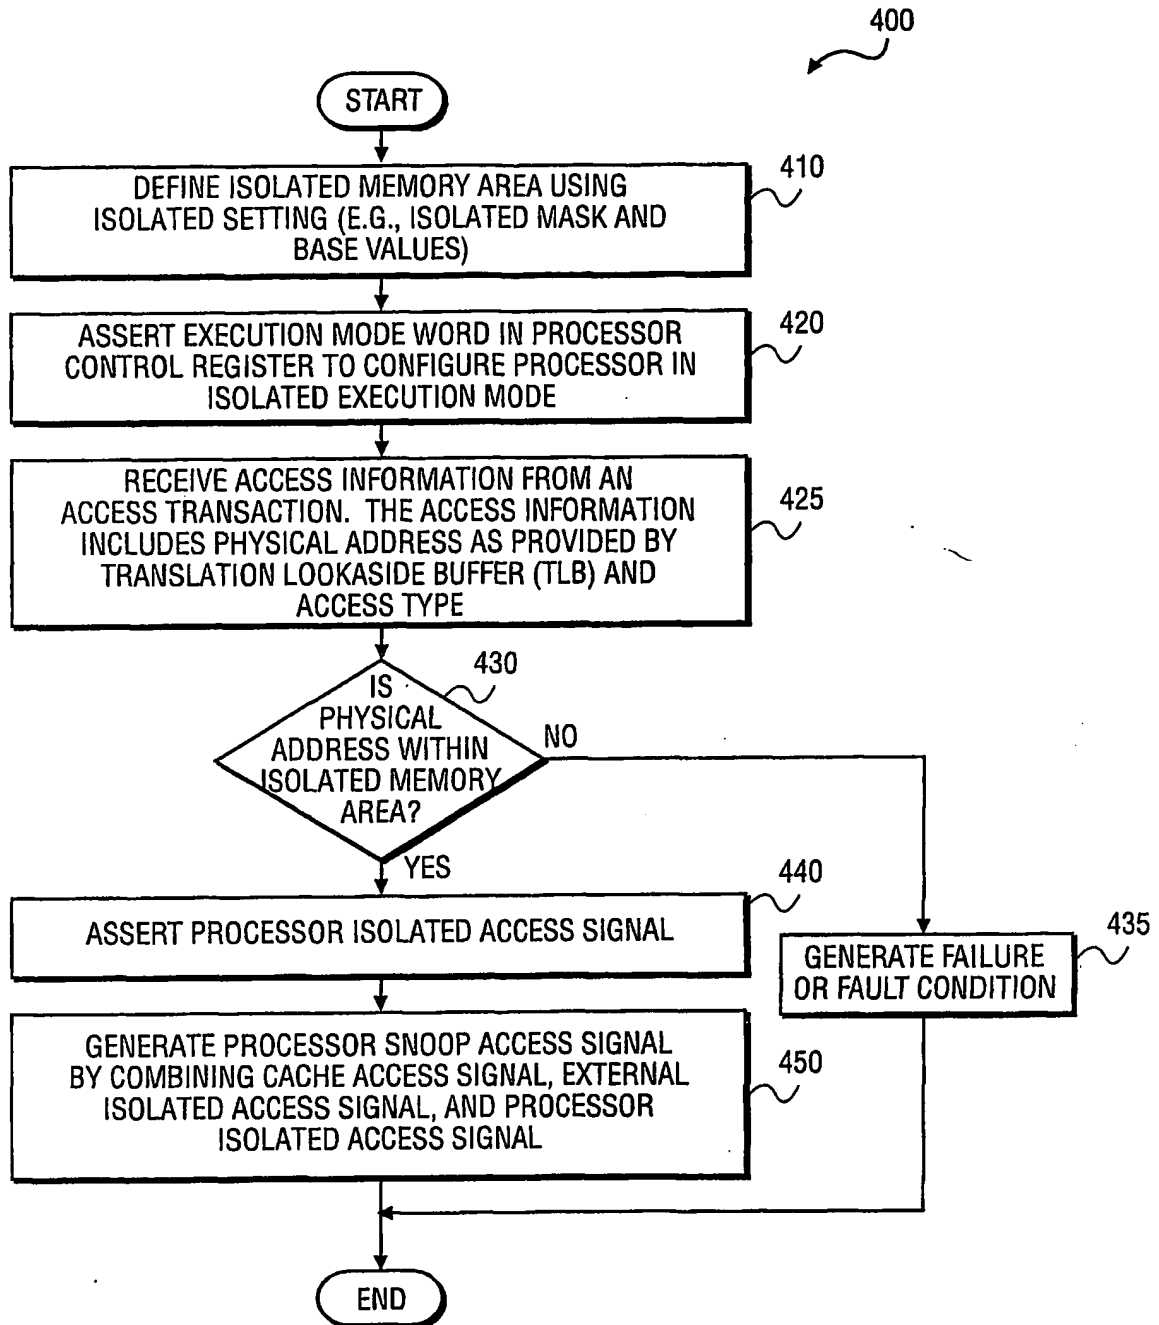 400
START
DEFINE ISOLATED MEMORY AREA USING
ISOLATED SETTING (E.G., ISOLATED MASK AND
BASE VALUES)
410
ASSERT EXECUTION MODE WORD IN PROCESSOR
CONTROL REGISTER TO CONFIGURE PROCESSOR IN
ISOLATED EXECUTION MODE
420
RECEIVE ACCESS INFORMATION FROM AN
ACCESS TRANSACTION. THE ACCESS INFORMATION
INCLUDES PHYSICAL ADDRESS AS PROVIDED BY
TRANSLATION LOOKASIDE BUFFER (TLB) AND
ACCESS TYPE
425
IS
PHYSICAL
ADDRESS WITHIN
ISOLATED MEMORY
AREA?
430
NO
YES
ASSERT PROCESSOR ISOLATED ACCESS SIGNAL
440
GENERATE FAILURE
OR FAULT CONDITION
435
GENERATE PROCESSOR SNOOP ACCESS SIGNAL
BY COMBINING CACHE ACCESS SIGNAL, EXTERNAL
ISOLATED ACCESS SIGNAL, AND PROCESSOR
ISOLATED ACCESS SIGNAL
450
END